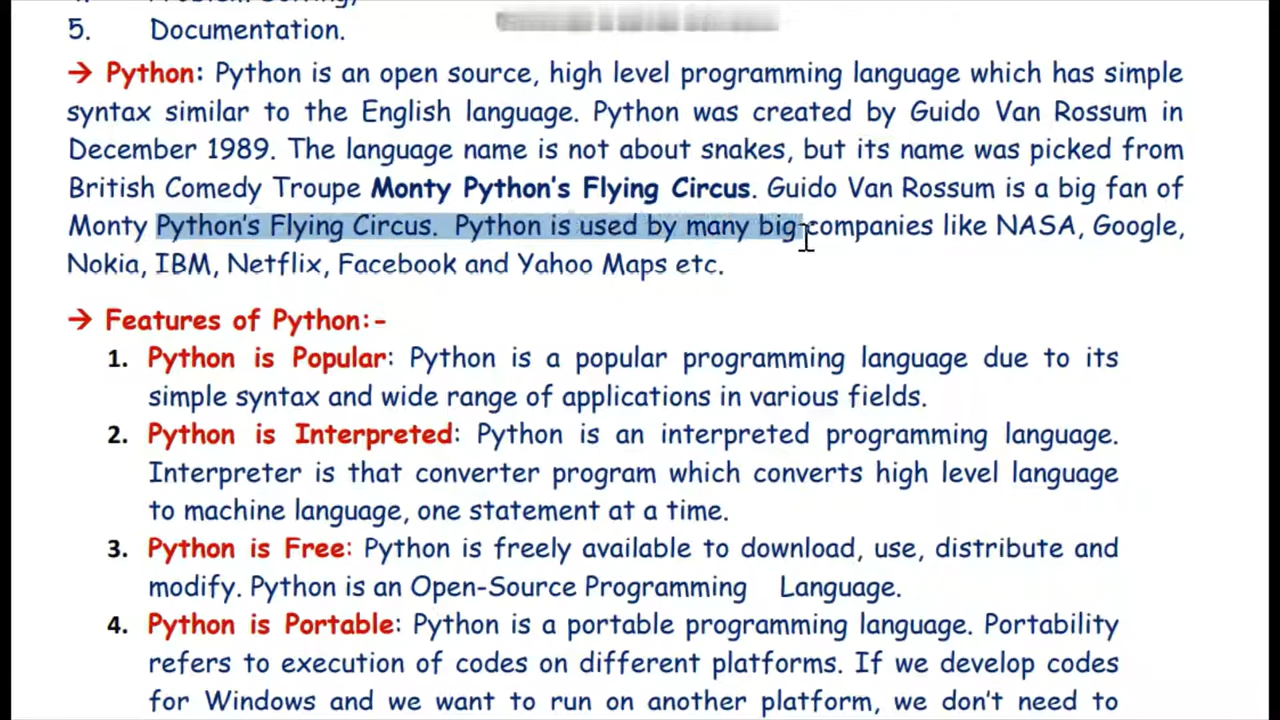 5. Documentation.
→ Python: Python is an open source, high level programming language which has simple
syntax similar to the English language. Python was created by Guido Van Rossum in
December 1989. The language name is not about snakes, but its name was picked from
British Comedy Troupe Monty Python's Flying Circus. Guido Van Rossum is a big fan of
Monty Python's Flying Circus. Python is used by many big companies like NASA, Google,
Nokia, IBM, Netflix, Facebook and Yahoo Maps etc.
→ Features of Python:-
1. Python is Popular: Python is a popular programming language due to its
simple syntax and wide range of applications in various fields.
2. Python is Interpreted: Python is an interpreted programming language.
Interpreter is that converter program which converts high level language
to machine language, one statement at a time.
3. Python is Free: Python is freely available to download, use, distribute and
modify. Python is an Open-Source Programming Language.
4. Python is Portable: Python is a portable programming language. Portability
refers to execution of codes on different platforms. If we develop codes
for Windows and we want to run on another platform, we don't need to